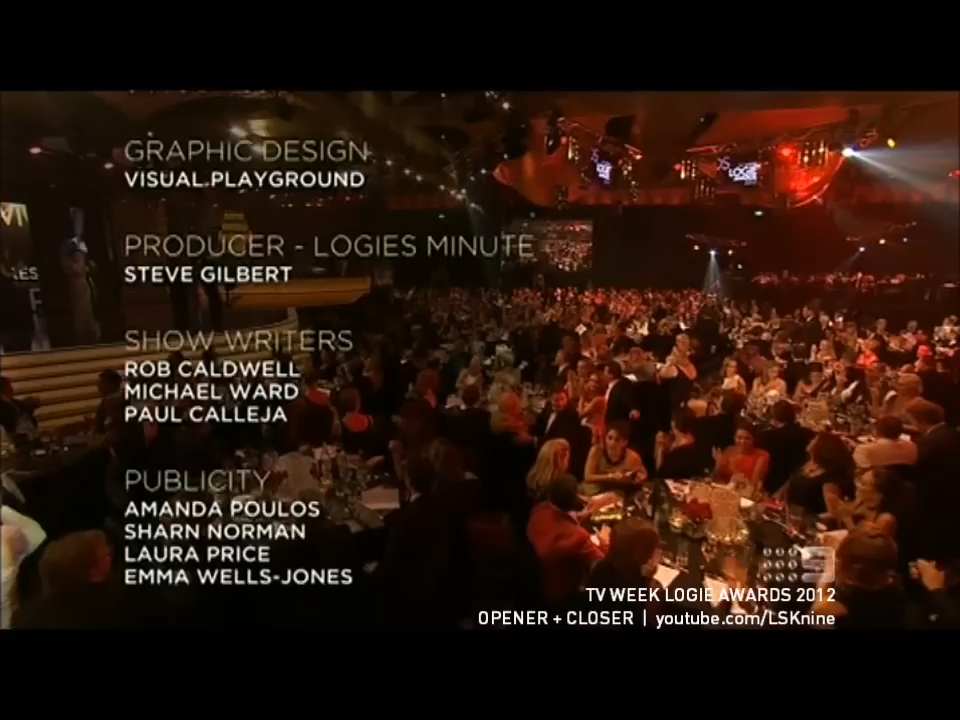 GRAPHIC DESIGN
VISUAL PLAYGROUND
PRODUCER - LOGIES MINUTE
STEVE GILBERT
SHOW WRITERS
ROB CALDWELL
MICHAEL WARD
PAUL CALLEJA
PUBLICITY
AMANDA POULOS
SHARN NORMAN
LAURA PRICE
EMMA WELLS-JONES
9
TV WEEK LOGIE AWARDS 2012
OPENER + CLOSER | youtube.com/LSKnine